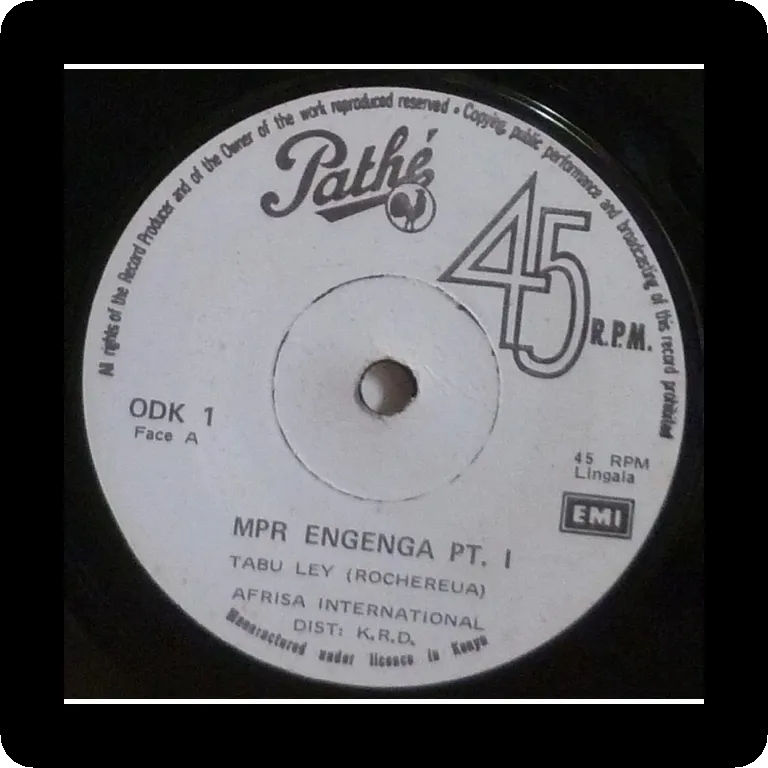 All rights of the Record Producer and of the Owner of the work reproduced reserved • Copying, public performance and broadcasting of this record prohibited
Pathé
45 R.P.M.
ODK 1
Face A
45 RPM
Lingala
EMI
MPR ENGENGA PT. I
TABU LEY (ROCHEREUA)
AFRISA INTERNATIONAL
DIST: K.R.D.
Manufactured under licence in Kenya